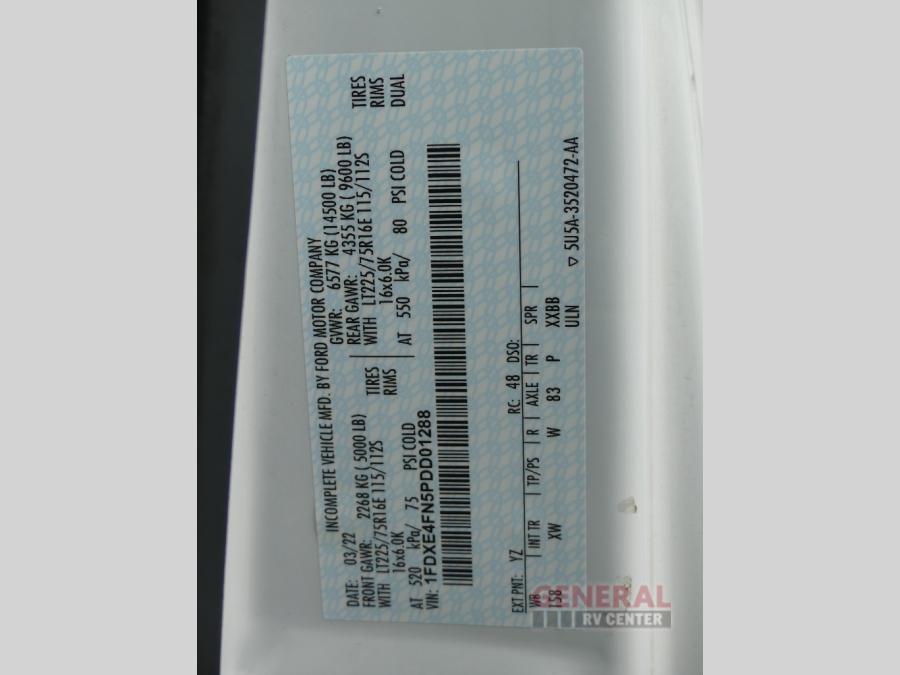 INCOMPLETE VEHICLE MFD. BY FORD MOTOR COMPANY
DATE: 03/22 GVWR: 6577 KG (14500 LB)
FRONT GAWR: 2268 KG ( 5000 LB) REAR GAWR: 4355 KG ( 9600 LB)
WITH LT225/75R16E 115/112S TIRES WITH LT225/75R16E 115/112S TIRES
16x6.0K RIMS 16x6.0K RIMS
AT 520 kPa/ 75 PSI COLD AT 550 kPa/ 80 PSI COLD DUAL
VIN: 1FDXE4FN5PDD01288
EXT PNT: YZ RC: 48 DSO:
WB INT TR TP/PS R AXLE TR SPR
158 XW W 83 P XXBB
ULN
▽ 5U5A-3520472-AA
GENERAL
RV CENTER